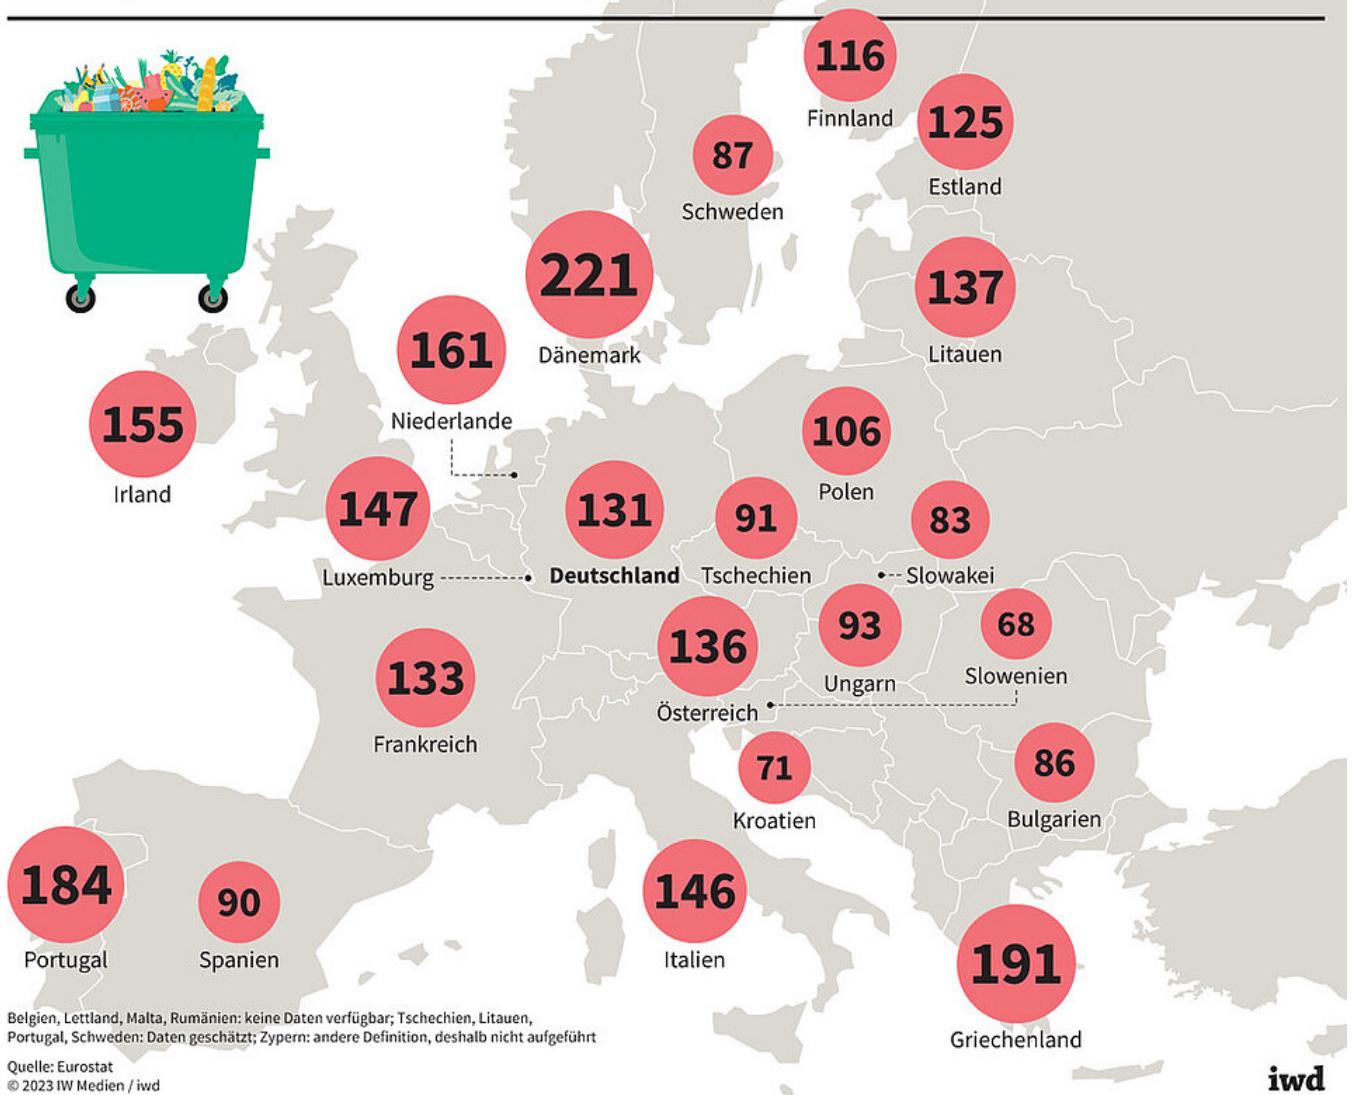 116
Finnland
125
Estland
87
Schweden
221
Dänemark
137
Litauen
161
Niederlande
155
Irland
106
Polen
147
Luxemburg
131
Deutschland
91
Tschechien
83
Slowakei
136
Österreich
93
Ungarn
68
Slowenien
133
Frankreich
71
Kroatien
86
Bulgarien
184
Portugal
90
Spanien
146
Italien
191
Griechenland
Belgien, Lettland, Malta, Rumänien: keine Daten verfügbar; Tschechien, Litauen,
Portugal, Schweden: Daten geschätzt; Zypern: andere Definition, deshalb nicht aufgeführt
Quelle: Eurostat
© 2023 IW Medien / iwd
iwd